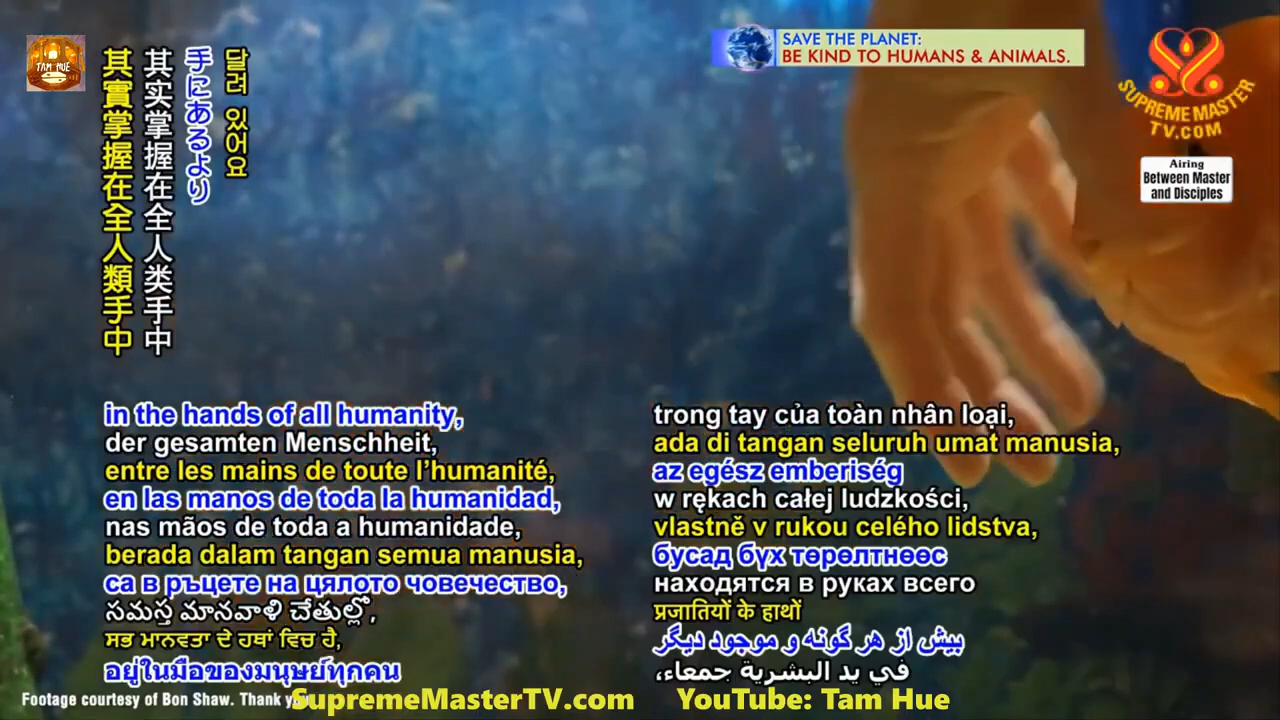 TAM HUE
SAVE THE PLANET:
BE KIND TO HUMANS & ANIMALS.
SUPREME MASTER
TV.COM
Airing
Between Master
and Disciples
달려 있어요
手にあるより
其实掌握在全人类手中
其實掌握在全人類手中
in the hands of all humanity,
der gesamten Menschheit,
entre les mains de toute l’humanité,
en las manos de toda la humanidad,
nas mãos de toda a humanidade,
berada dalam tangan semua manusia,
са в ръцете на цялото човечество,
సమస్త మానవాళి చేతుల్లో,
ਸਭ ਮਾਨਵਤਾ ਦੇ ਹਥਾਂ ਵਿਚ ਹੈ,
อยู่ในมือของมนุษย์ทุกคน
trong tay của toàn nhân loại,
ada di tangan seluruh umat manusia,
az egész emberiség
w rękach całej ludzkości,
vlastně v rukou celého lidstva,
бусад бүх төрөлтнөөс
находятся в руках всего
प्रजातियों के हाथों
بیش از هر گونه و موجود دیگر
في يد البشرية جمعاء،
Footage courtesy of Bon Shaw. Thank
SupremeMasterTV.com
YouTube: Tam Hue